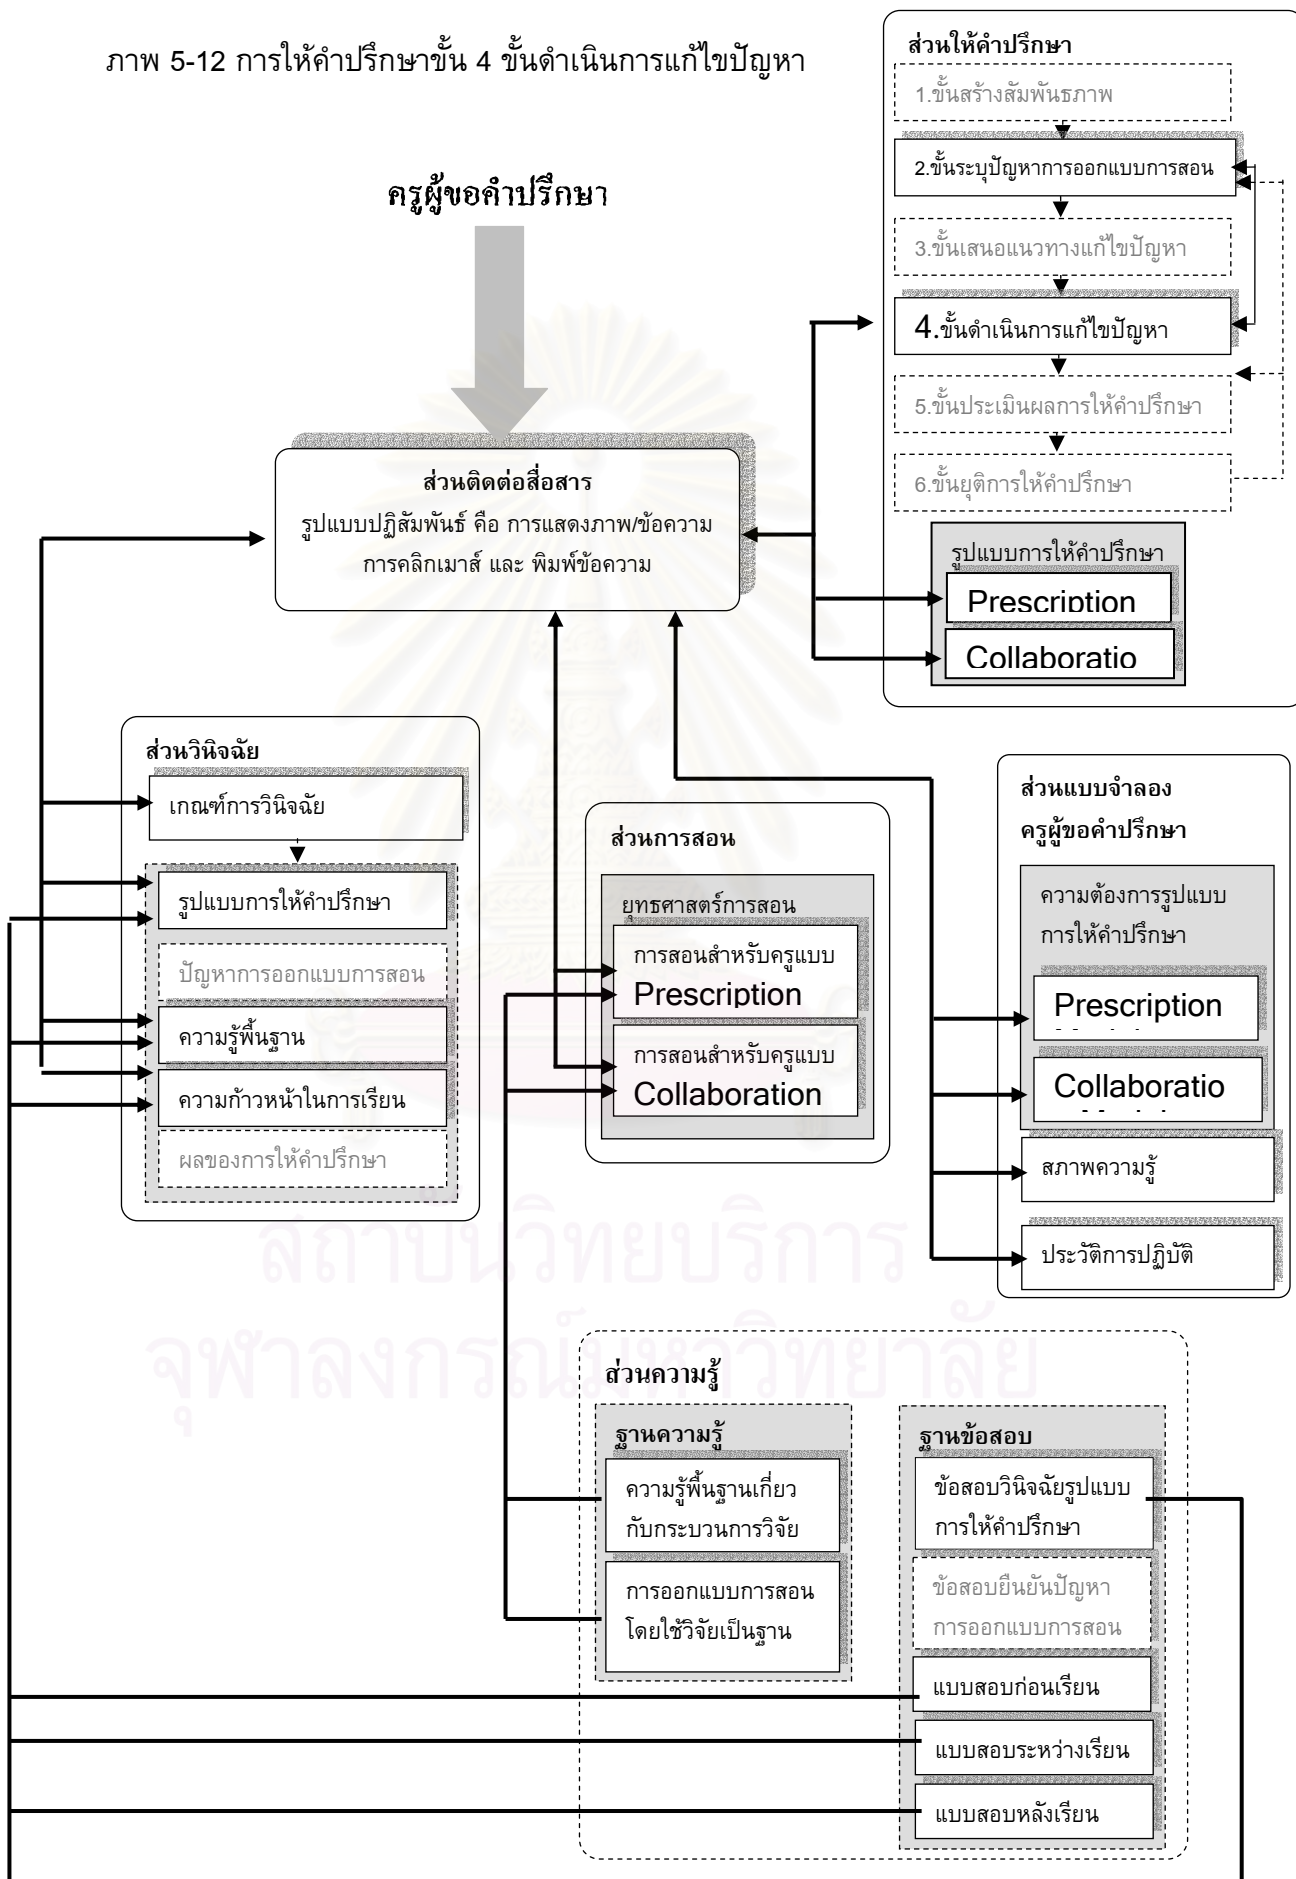 ภาพ 5-12 การให้คำปรึกษาขั้น 4 ขั้นดำเนินการแก้ไขปัญหา
ครูผู้ขอคำปรึกษา
ส่วนให้คำปรึกษา
1.ขั้นสร้างสัมพันธภาพ
2.ขั้นระบุปัญหาการออกแบบการสอน
3.ขั้นเสนอแนวทางแก้ไขปัญหา
4.ขั้นดำเนินการแก้ไขปัญหา
5.ขั้นประเมินผลการให้คำปรึกษา
6.ขั้นยุติการให้คำปรึกษา
รูปแบบการให้คำปรึกษา
Prescription
Collaboratio
ส่วนติดต่อสื่อสาร
รูปแบบปฏิสัมพันธ์ คือ การแสดงภาพ/ข้อความ
การคลิกเมาส์ และ พิมพ์ข้อความ
ส่วนวินิจฉัย
เกณฑ์การวินิจฉัย
รูปแบบการให้คำปรึกษา
ปัญหาการออกแบบการสอน
ความรู้พื้นฐาน
ความก้าวหน้าในการเรียน
ผลของการให้คำปรึกษา
ส่วนการสอน
ยุทธศาสตร์การสอน
การสอนสำหรับครูแบบ
Prescription
การสอนสำหรับครูแบบ
Collaboration
ส่วนแบบจำลอง
ครูผู้ขอคำปรึกษา
ความต้องการรูปแบบ
การให้คำปรึกษา
Prescription
Collaboratio
สภาพความรู้
ประวัติการปฏิบัติ
สถาบันวิทยบริการ
จุฬาลงกรณ์มหาวิทยาลัย
ส่วนความรู้
ฐานความรู้
ความรู้พื้นฐานเกี่ยว
กับกระบวนการวิจัย
การออกแบบการสอน
โดยใช้วิจัยเป็นฐาน
ฐานข้อสอบ
ข้อสอบวินิจฉัยรูปแบบ
การให้คำปรึกษา
ข้อสอบยืนยันปัญหา
การออกแบบการสอน
แบบสอบก่อนเรียน
แบบสอบระหว่างเรียน
แบบสอบหลังเรียน